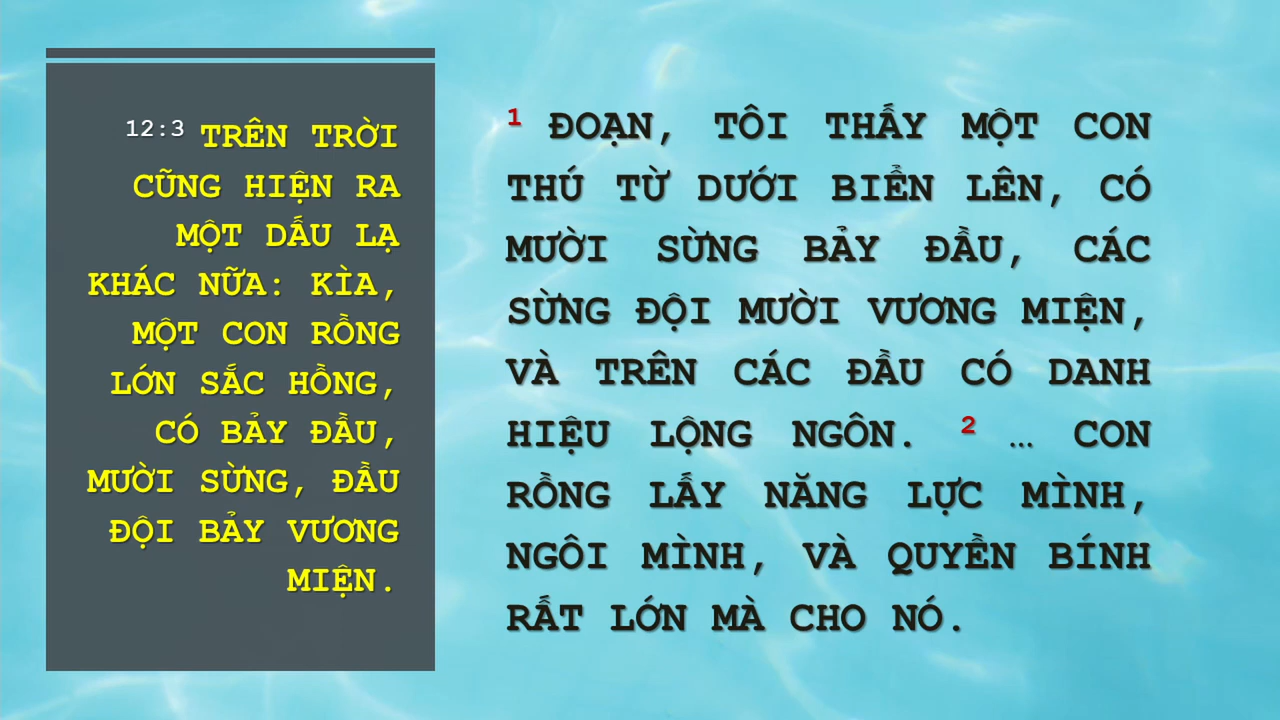 12:3 TRÊN TRỜI
CŨNG HIỆN RA
MỘT DẤU LẠ
KHÁC NỮA: KÌA,
MỘT CON RỒNG
LỚN SẮC HỒNG,
CÓ BẢY ĐẦU,
MƯỜI SỪNG, ĐẦU
ĐỘI BẢY VƯƠNG
MIỆN.
1 ĐOẠN, TÔI THẤY MỘT CON
THÚ TỪ DƯỚI BIỂN LÊN, CÓ
MƯỜI SỪNG BẢY ĐẦU, CÁC
SỪNG ĐỘI MƯỜI VƯƠNG MIỆN,
VÀ TRÊN CÁC ĐẦU CÓ DANH
HIỆU LỘNG NGÔN. 2 … CON
RỒNG LẤY NĂNG LỰC MÌNH,
NGÔI MÌNH, VÀ QUYỀN BÍNH
RẤT LỚN MÀ CHO NÓ.